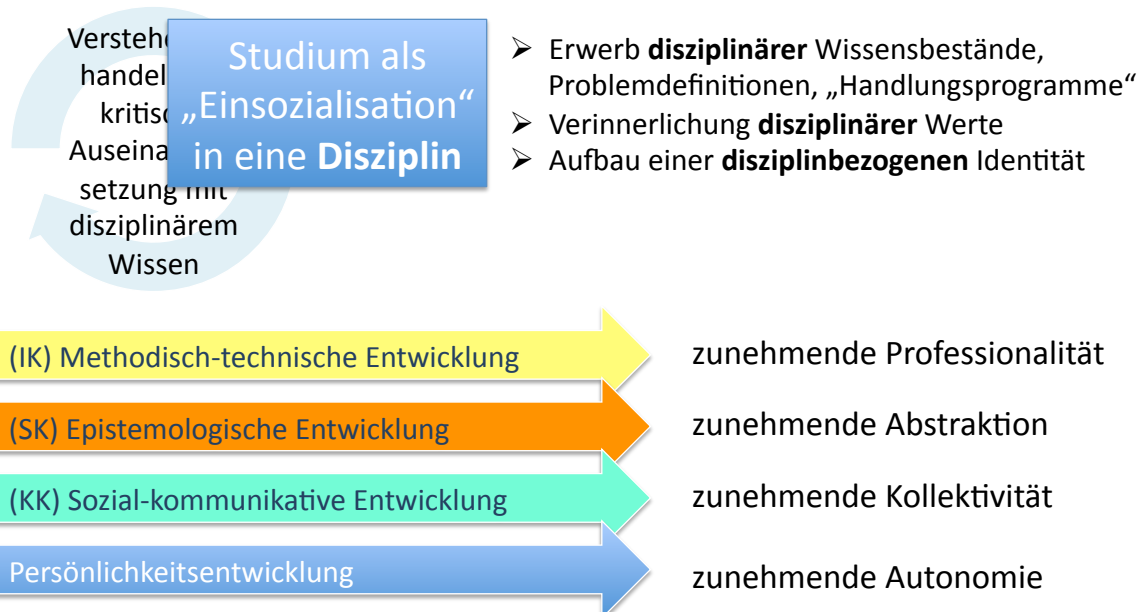 Versteh
handel
kritisc
Auseina
setzung mit
disziplinärem
Wissen
Studium als
„Einsozialisation“
in eine Disziplin
➢ Erwerb disziplinärer Wissensbestände,
Problemdefinitionen, „Handlungsprogramme“
➢ Verinnerlichung disziplinärer Werte
➢ Aufbau einer disziplinbezogenen Identität
(IK) Methodisch-technische Entwicklung
zunehmende Professionalität
(SK) Epistemologische Entwicklung
zunehmende Abstraktion
(KK) Sozial-kommunikative Entwicklung
zunehmende Kollektivität
Persönlichkeitsentwicklung
zunehmende Autonomie